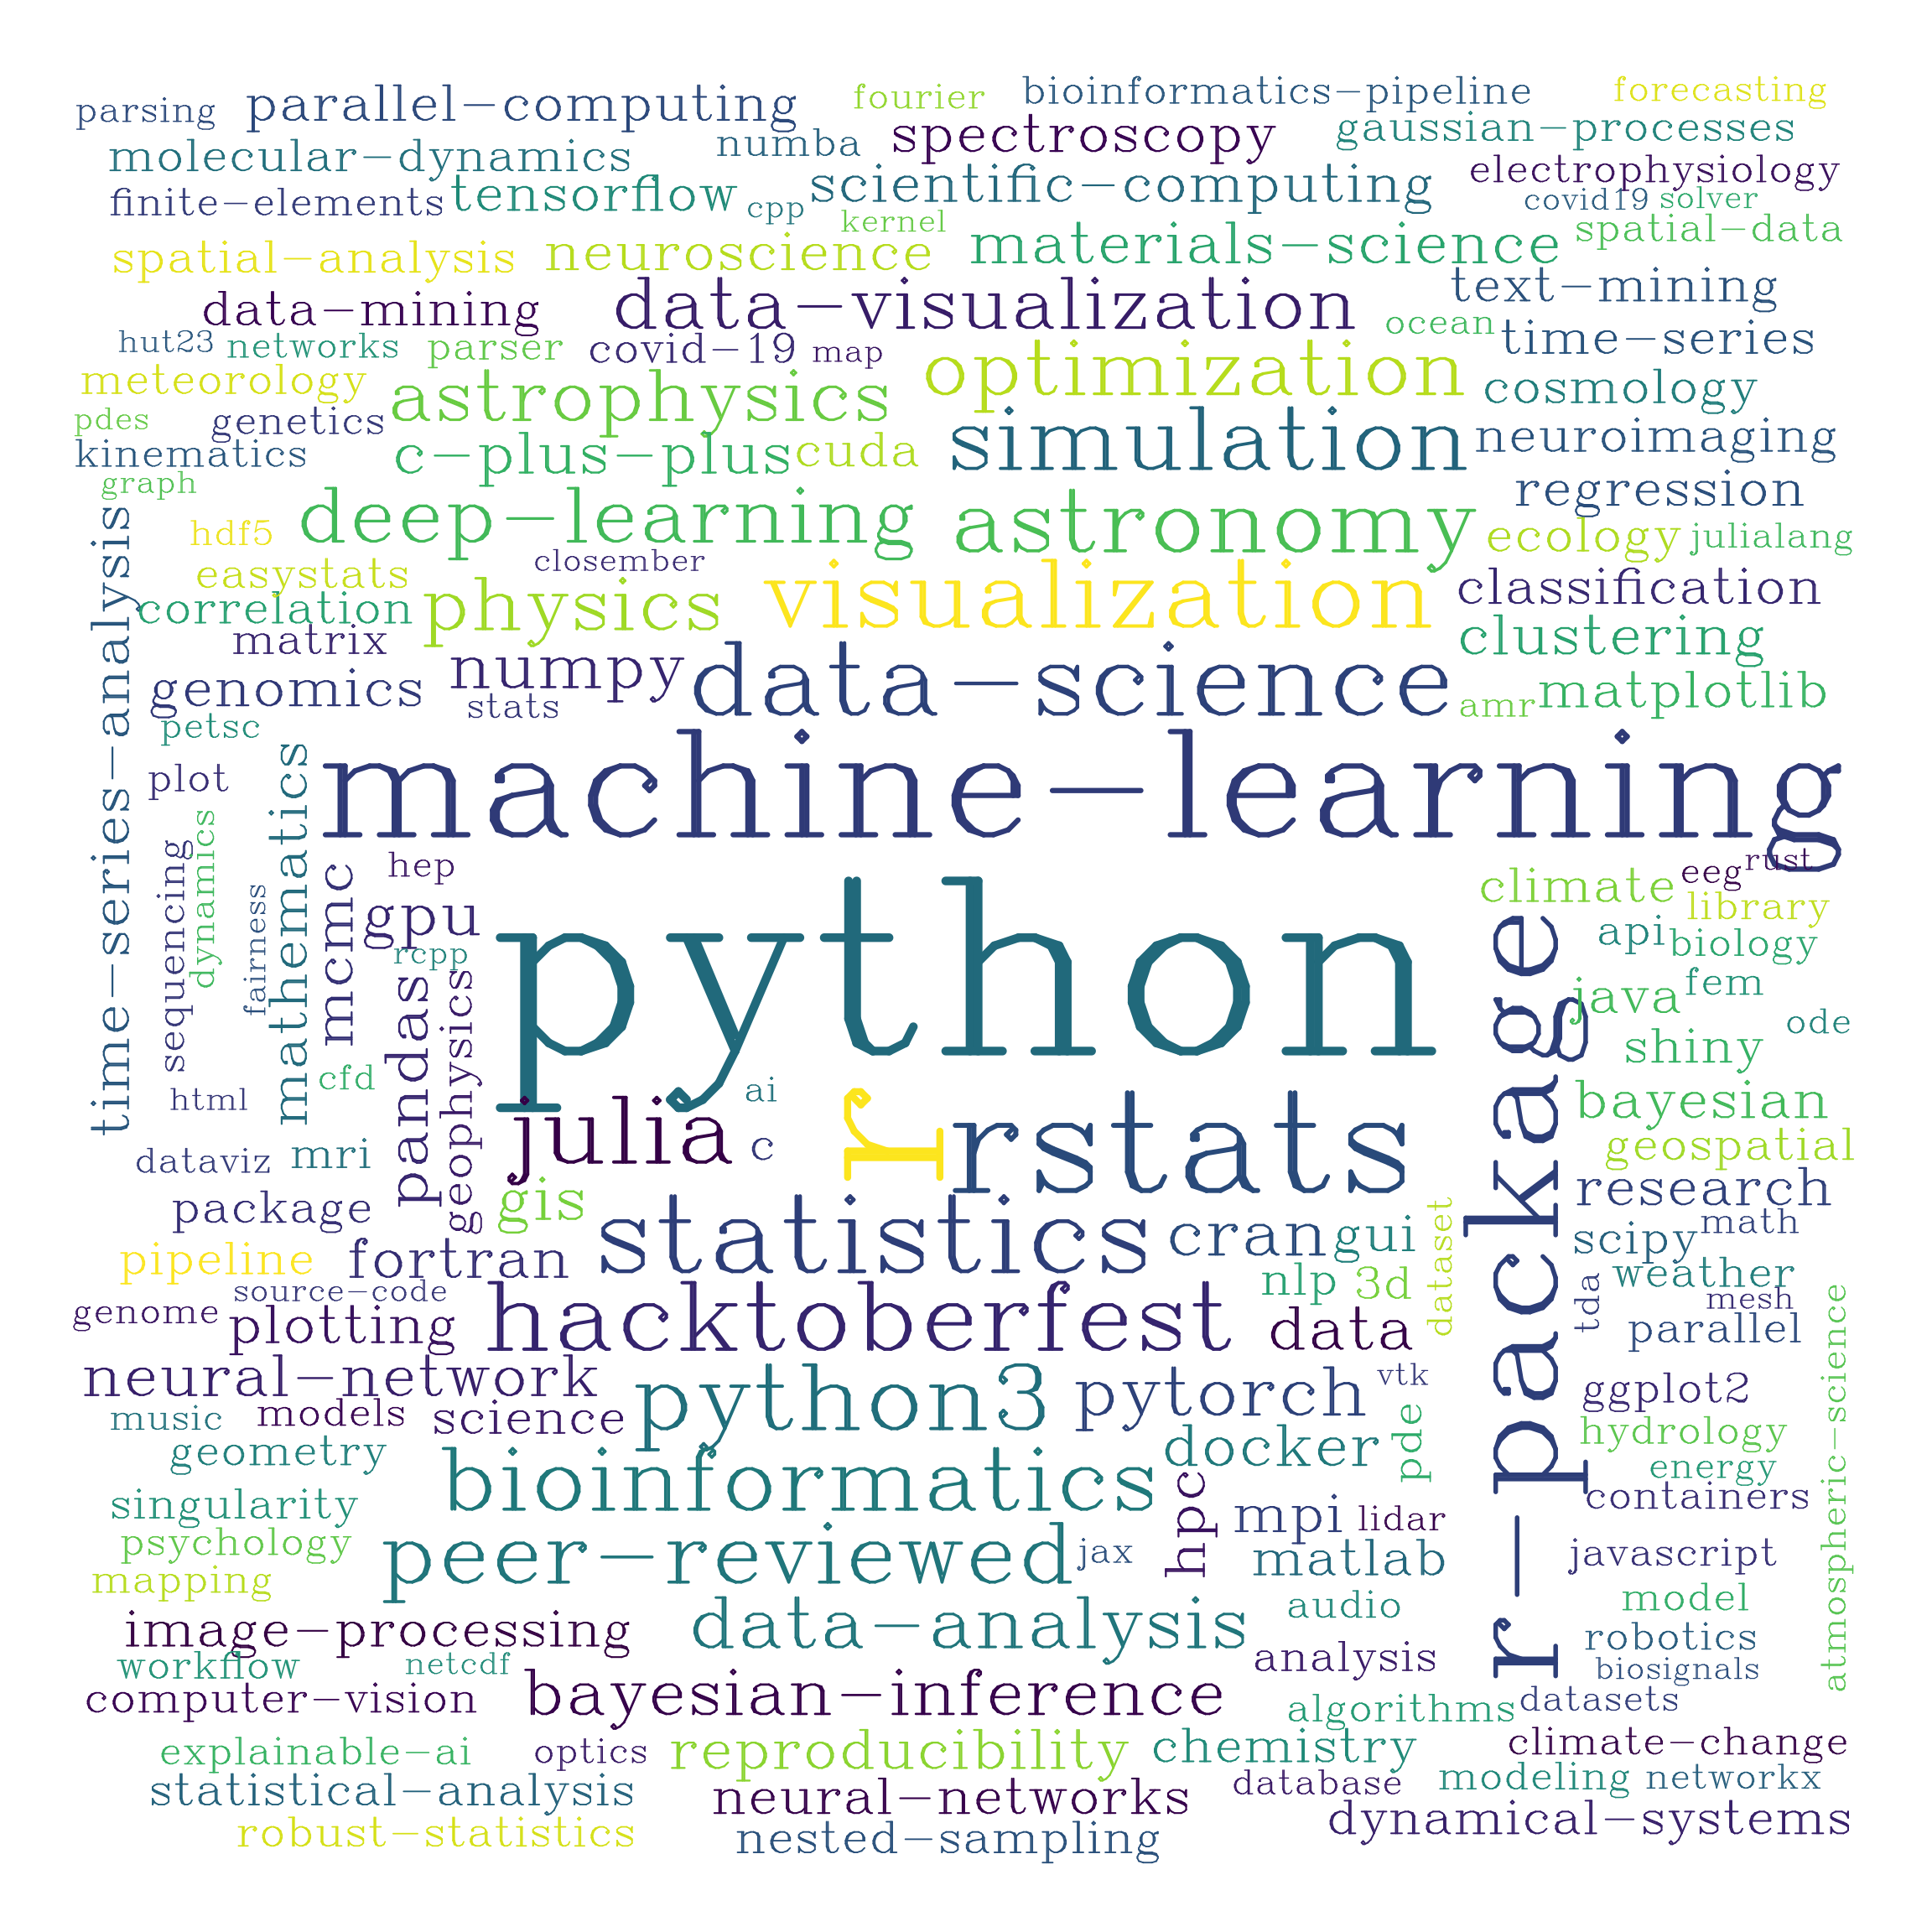 parsing parallel-computing fourier bioinformatics-pipeline forecasting
molecular-dynamics numba spectroscopy gaussian-processes
finite-elements tensorflow cpp scientific-computing electrophysiology
kernel covid19 solver
spatial-analysis neuroscience materials-science spatial-data
data-mining data-visualization text-mining
hut23 networks parser covid-19 map ocean time-series
meteorology astrophysics optimization cosmology
pdes genetics
kinematics c-plus-plus cuda simulation neuroimaging
graph regression
hdf5 deep-learning astronomy ecology julialang
closember
easystats visualization classification
correlation physics
matrix clustering
time-series-analysis
genomics numpy data-science matplotlib
stats amr
petsc
plot machine-learning
mathematics
sequencing
dynamics
hep climate eeg rust
fairness mcmc gpu library
rcpp python api biology
pandas geophysics java fem
ode
shiny
cfd ai
html julia r rstats bayesian
dataviz mri c geospatial
package gis research
r-package
pipeline fortran statistics cran gui dataset scipy math
source-code nlp 3d weather
genome plotting hacktoberfest data tda mesh
parallel
atmospheric-science
neural-network python3 pytorch vtk ggplot2
music models science
geometry docker pde hydrology
bioinformatics energy
singularity hpc mpi lidar containers
psychology peer-reviewed jax matlab javascript
mapping
audio model
image-processing data-analysis robotics
workflow netcdf analysis biosignals
computer-vision bayesian-inference algorithms datasets
explainable-ai optics reproducibility chemistry climate-change
statistical-analysis neural-networks database modeling networkx
robust-statistics nested-sampling dynamical-systems